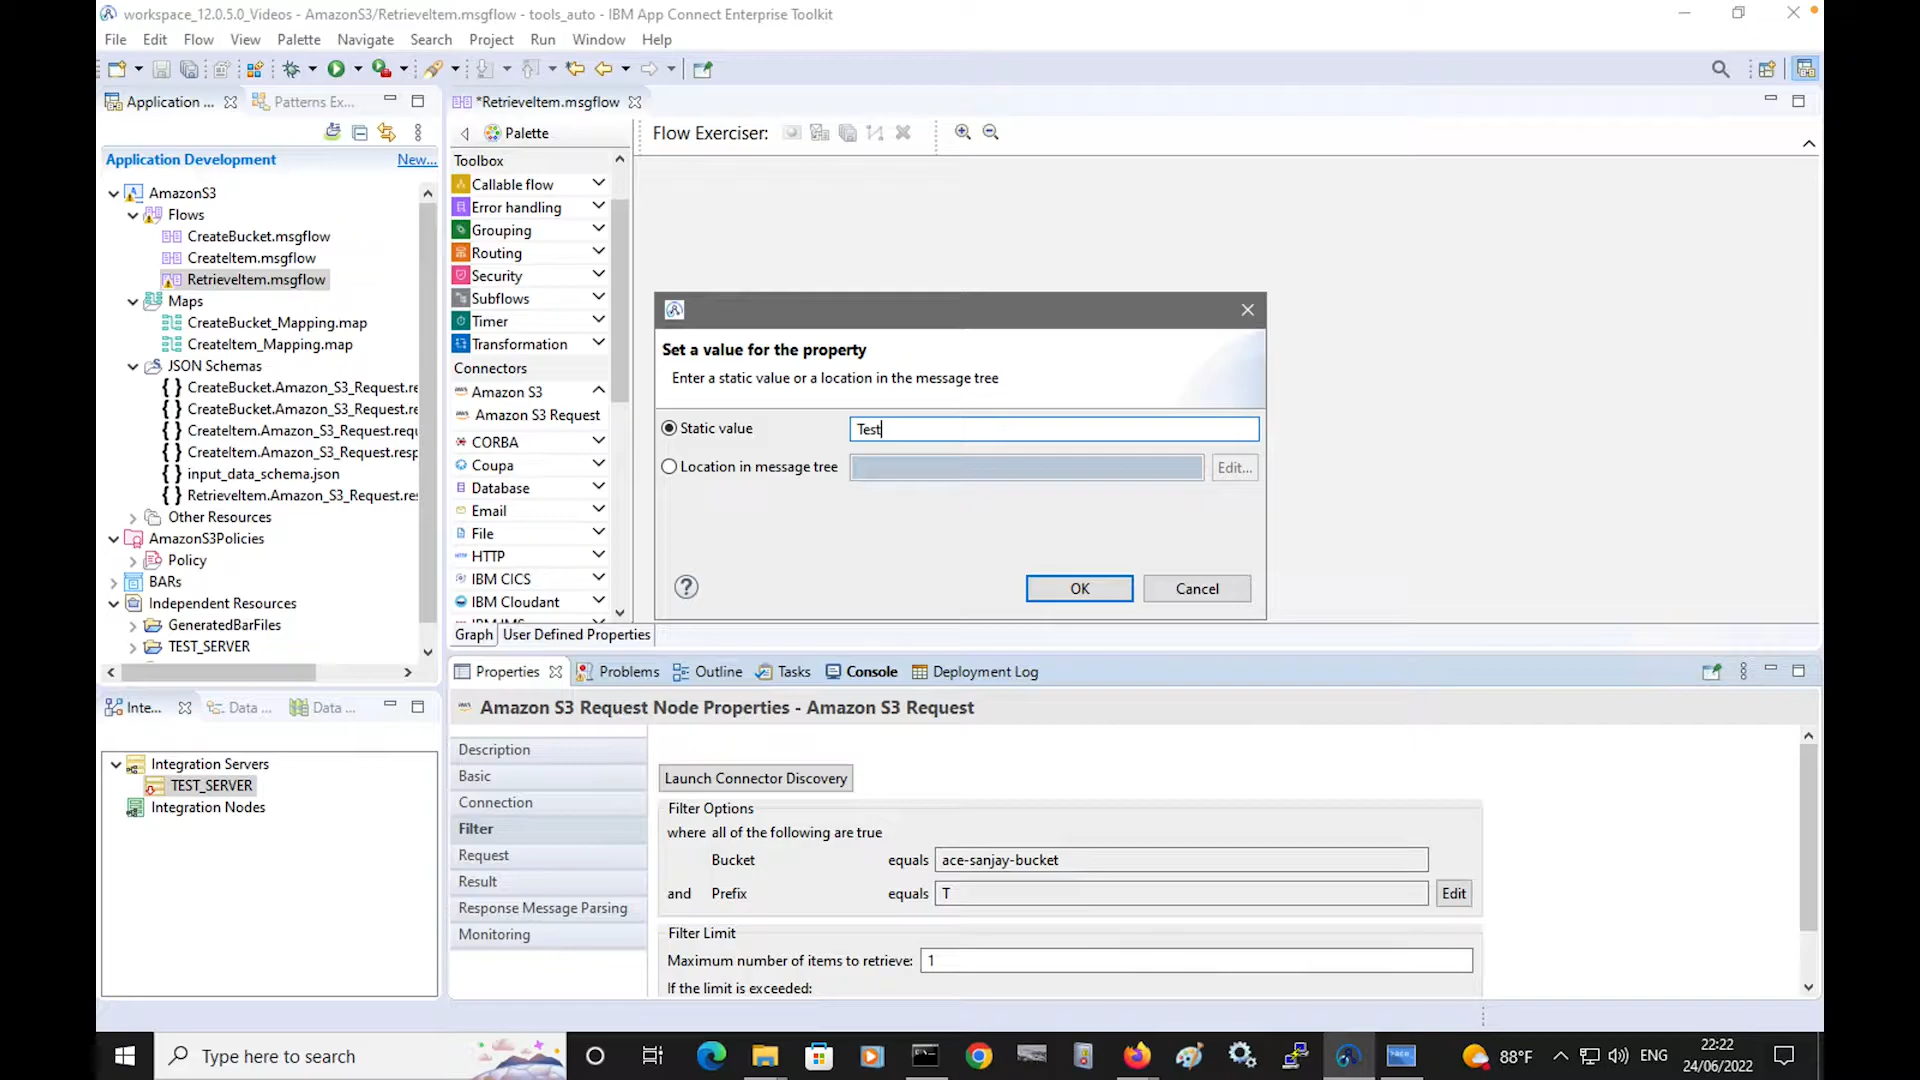 workspace_12.0.5.0_Videos - AmazonS3/RetrieveItem.msgflow - tools_auto - IBM App Connect Enterprise Toolkit
File Edit Flow View Palette Navigate Search Project Run Window Help
Application ...
Patterns Ex...
Application Development
New...
AmazonS3
Flows
CreateBucket.msgflow
CreateItem.msgflow
RetrieveItem.msgflow
Maps
CreateBucket_Mapping.map
CreateItem_Mapping.map
JSON Schemas
CreateBucket.Amazon_S3_Request.re
CreateBucket.Amazon_S3_Request.re
CreateItem.Amazon_S3_Request.requ
CreateItem.Amazon_S3_Request.resp
input_data_schema.json
RetrieveItem.Amazon_S3_Request.res
Other Resources
AmazonS3Policies
Policy
BARs
Independent Resources
GeneratedBarFiles
TEST_SERVER
Inte...
Data ...
Data ...
Integration Servers
TEST_SERVER
Integration Nodes
*RetrieveItem.msgflow
Palette
Flow Exerciser:
Toolbox
Callable flow
Error handling
Grouping
Routing
Security
Subflows
Timer
Transformation
Connectors
Amazon S3
Amazon S3 Request
CORBA
Coupa
Database
Email
File
HTTP
IBM CICS
IBM Cloudant
Graph
User Defined Properties
Set a value for the property
Enter a static value or a location in the message tree
Static value
Test
Location in message tree
Edit...
OK
Cancel
Properties
Problems
Outline
Tasks
Console
Deployment Log
Amazon S3 Request Node Properties - Amazon S3 Request
Description
Basic
Connection
Filter
Request
Result
Response Message Parsing
Monitoring
Launch Connector Discovery
Filter Options
where all of the following are true
Bucket equals ace-sanjay-bucket
and Prefix equals T Edit
Filter Limit
Maximum number of items to retrieve: 1
If the limit is exceeded:
Type here to search
88°F
ENG
22:22
24/06/2022